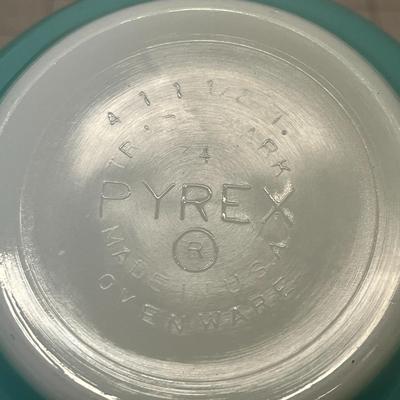 TRADE MARK
PYREX
®
MADE IN U.S.A.
OVENWARE